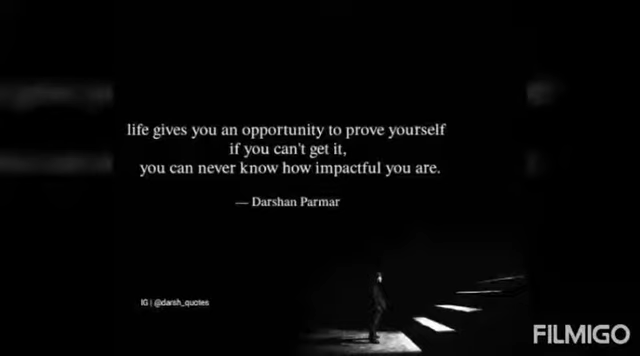 life gives you an opportunity to prove yourself
if you can't get it,
you can never know how impactful you are.
— Darshan Parmar
IG | @darsh_quotes
FILMIGO